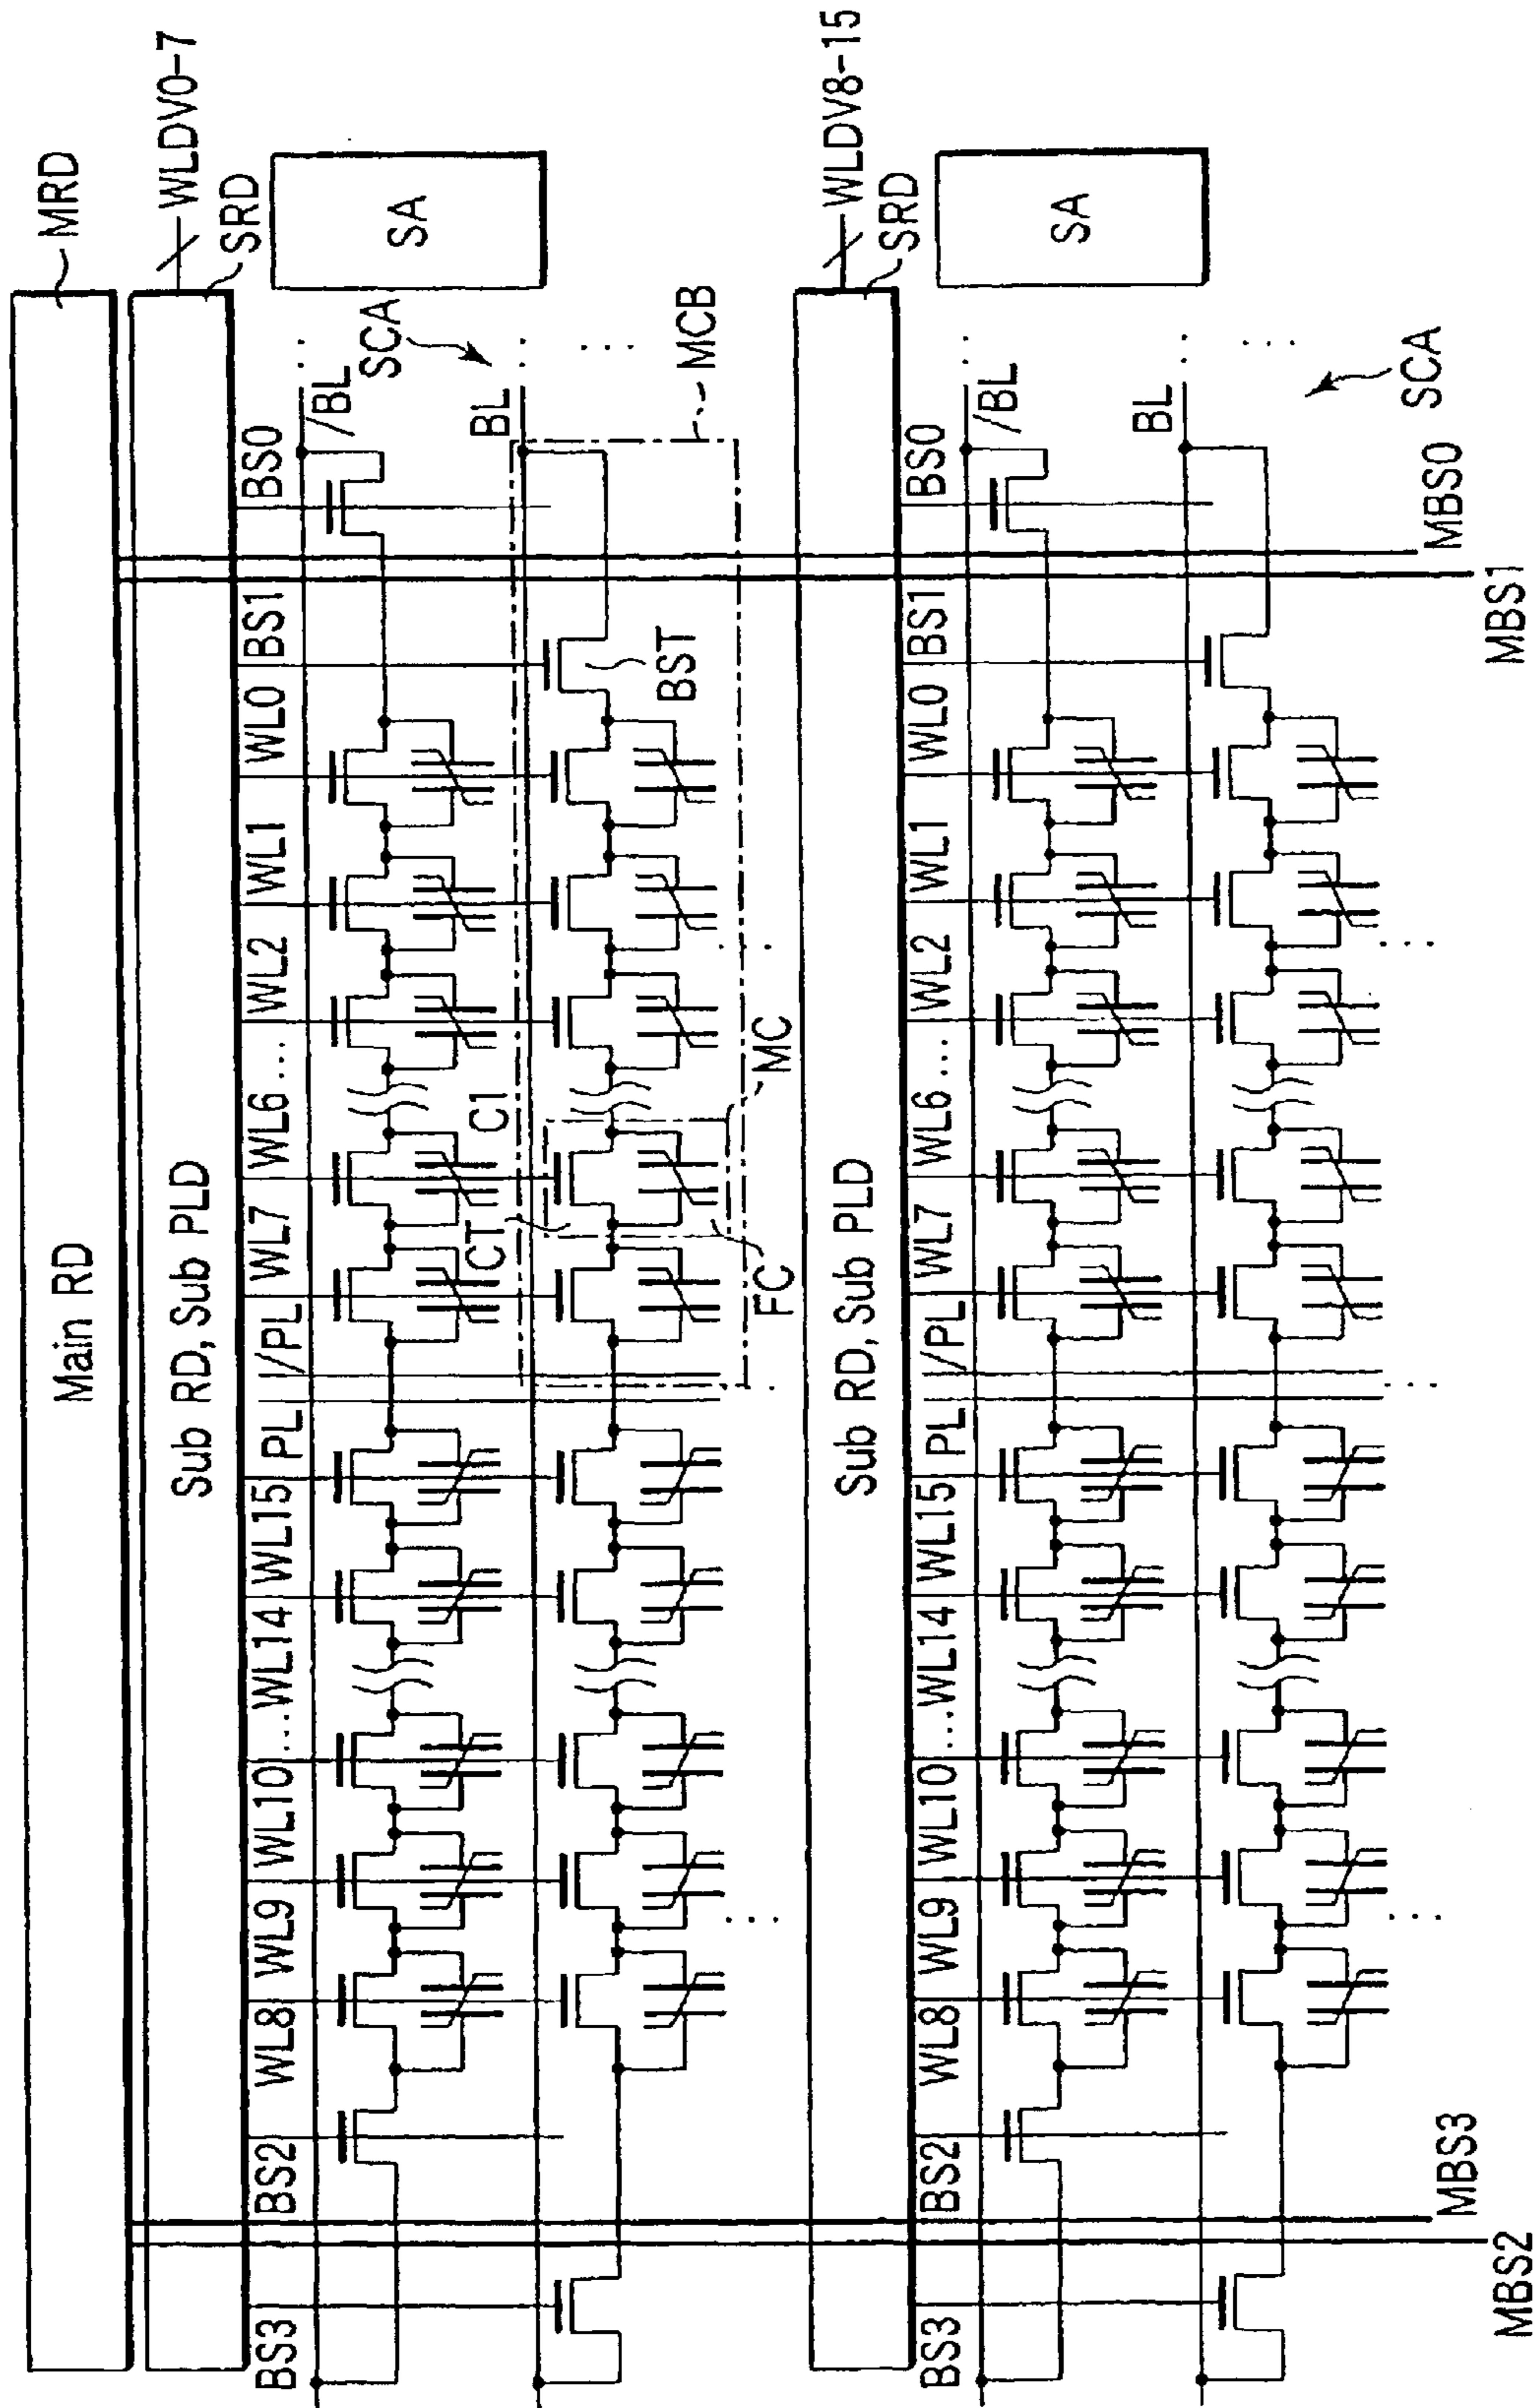 Main RD
MRD
Sub RD, Sub PLD
WLDV0-7
SRD
BS3
BS2
WL8
WL9
WL10
...WL14
WL15
PL
/PL
WL7
WL6 ...
WL2
WL1
WL0
BS1
BS0
/BL
SA
SCA
BL
CT
C1
BST
MCB
FC
MC
Sub RD, Sub PLD
WLDV8-15
SRD
BS3
BS2
WL8
WL9
WL10
...WL14
WL15
PL
/PL
WL7
WL6 ...
WL2
WL1
WL0
BS1
BS0
/BL
SA
BL
SCA
MBS2
MBS3
MBS1
MBS0